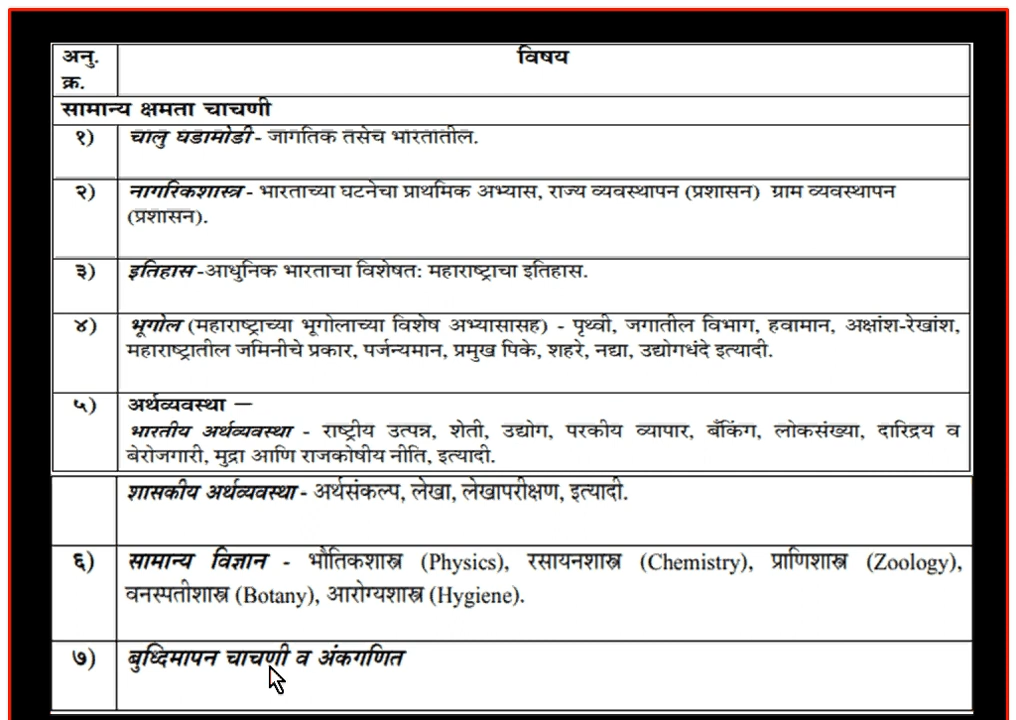 अनु. विषय
क्र.
सामान्य क्षमता चाचणी
१) चालु घडामोडी - जागतिक तसेच भारतातील.
२) नागरिकशास्त्र - भारताच्या घटनेचा प्राथमिक अभ्यास, राज्य व्यवस्थापन (प्रशासन) ग्राम व्यवस्थापन
(प्रशासन).
३) इतिहास -आधुनिक भारताचा विशेषत: महाराष्ट्राचा इतिहास.
४) भूगोल (महाराष्ट्राच्या भूगोलाच्या विशेष अभ्यासासह) - पृथ्वी, जगातील विभाग, हवामान, अक्षांश-रेखांश,
महाराष्ट्रातील जमिनीचे प्रकार, पर्जन्यमान, प्रमुख पिके, शहरे, नद्या, उद्योगधंदे इत्यादी.
५) अर्थव्यवस्था –
भारतीय अर्थव्यवस्था - राष्ट्रीय उत्पन्न, शेती, उद्योग, परकीय व्यापार, बँकिंग, लोकसंख्या, दारिद्रय व
बेरोजगारी, मुद्रा आणि राजकोषीय नीति, इत्यादी.
शासकीय अर्थव्यवस्था - अर्थसंकल्प, लेखा, लेखापरीक्षण, इत्यादी.
६) सामान्य विज्ञान - भौतिकशास्त्र (Physics), रसायनशास्त्र (Chemistry), प्राणिशास्त्र (Zoology),
वनस्पतीशास्त्र (Botany), आरोग्यशास्त्र (Hygiene).
७) बुध्दिमापन चाचणी व अंकगणित